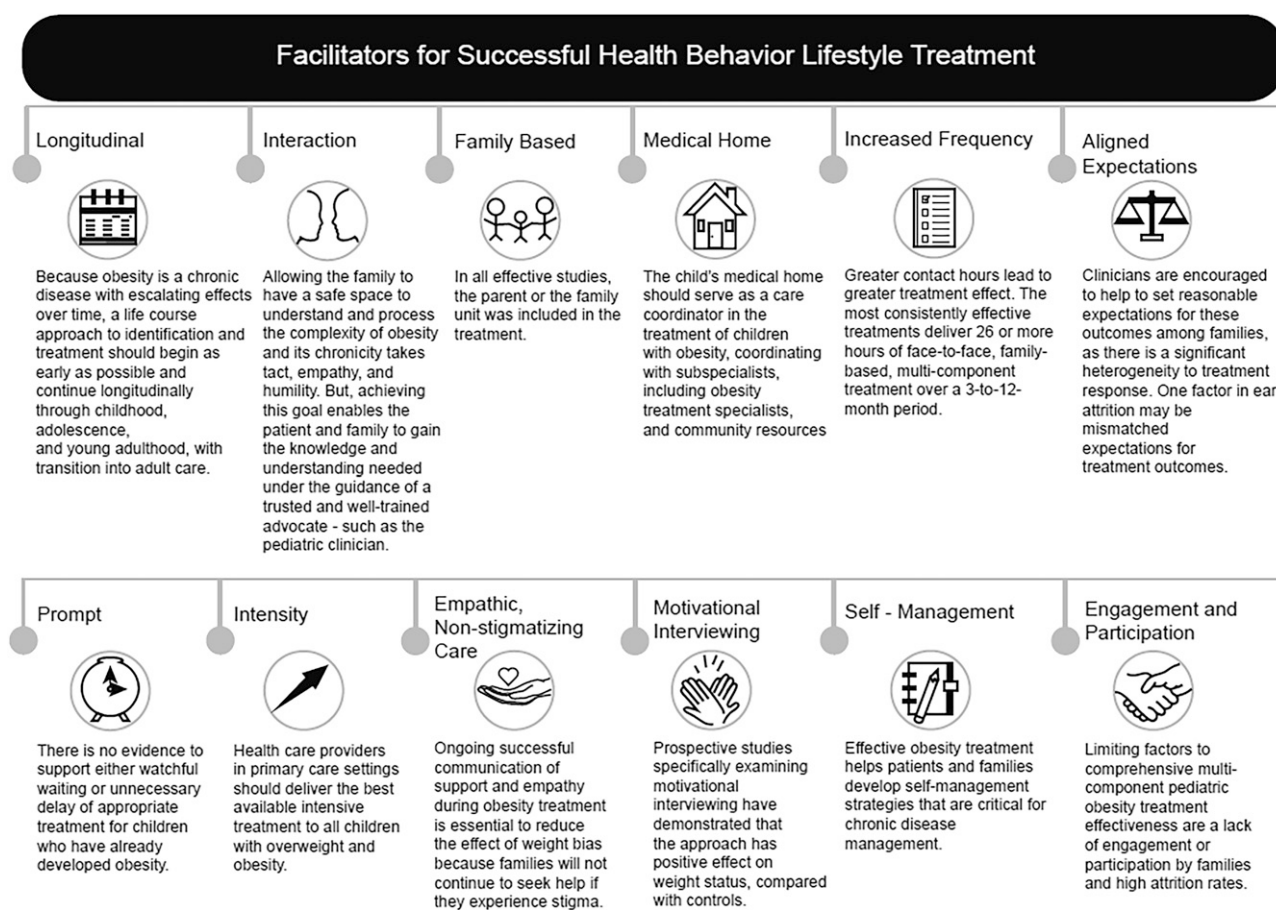 Facilitators for Successful Health Behavior Lifestyle Treatment
Longitudinal
Because obesity is a chronic
disease with escalating effects
over time, a life course
approach to identification and
treatment should begin as
early as possible and
continue longitudinally
through childhood,
adolescence,
and young adulthood, with
transition into adult care.
Interaction
Allowing the family to
have a safe space to
understand and process
the complexity of obesity
and its chronicity takes
tact, empathy, and
humility. But, achieving
this goal enables the
patient and family to gain
the knowledge and
understanding needed
under the guidance of a
trusted and well-trained
advocate - such as the
pediatric clinician.
Family Based
In all effective studies,
the parent or the family
unit was included in the
treatment.
Medical Home
The child's medical home
should serve as a care
coordinator in the
treatment of children
with obesity, coordinating
with subspecialists,
including obesity
treatment specialists,
and community resources
Increased Frequency
Greater contact hours lead to
greater treatment effect. The
most consistently effective
treatments deliver 26 or more
hours of face-to-face, family-
based, multi-component
treatment over a 3-to-12-
month period.
Aligned
Expectations
Clinicians are encouraged
to help to set reasonable
expectations for these
outcomes among families,
as there is a significant
heterogeneity to treatment
response. One factor in ear
attrition may be
mismatched
expectations for
treatment outcomes.
Prompt
There is no evidence to
support either watchful
waiting or unnecessary
delay of appropriate
treatment for children
who have already
developed obesity.
Intensity
Health care providers
in primary care settings
should deliver the best
available intensive
treatment to all children
with overweight and
obesity.
Empathic,
Non-stigmatizing
Care
Ongoing successful
communication of
support and empathy
during obesity treatment
is essential to reduce
the effect of weight bias
because families will not
continue to seek help if
they experience stigma.
Motivational
Interviewing
Prospective studies
specifically examining
motivational
interviewing have
demonstrated that
the approach has
positive effect on
weight status, compared
with controls.
Self - Management
Effective obesity treatment
helps patients and families
develop self-management
strategies that are critical for
chronic disease
management.
Engagement and
Participation
Limiting factors to
comprehensive multi-
component pediatric
obesity treatment
effectiveness are a lack
of engagement or
participation by families
and high attrition rates.